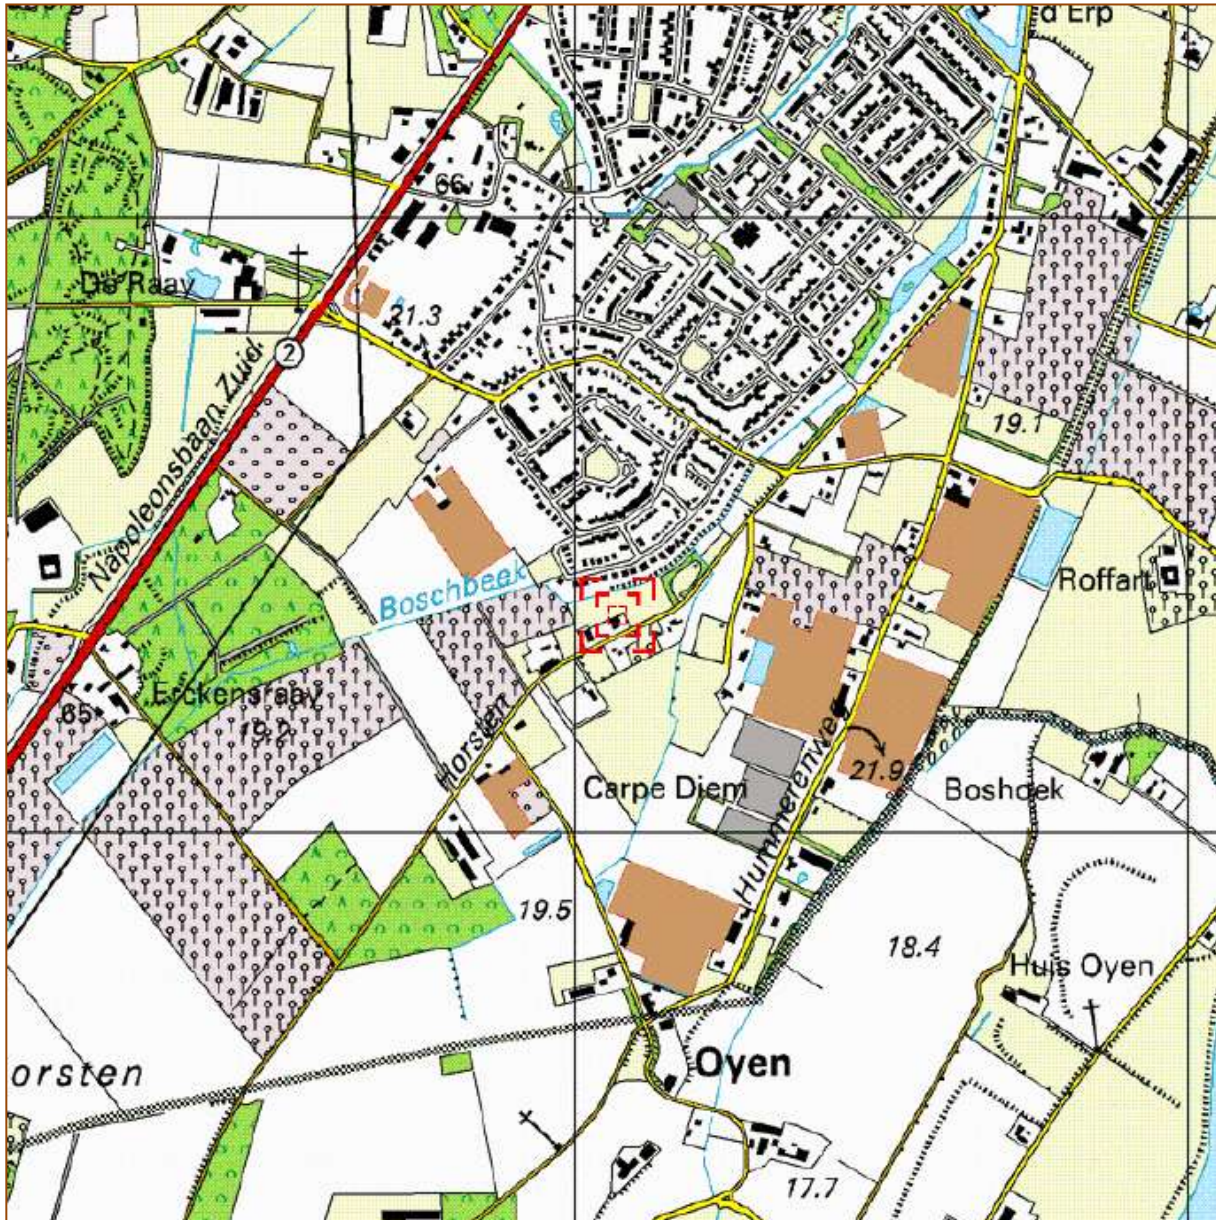 d Erp
66
De Raay
21.3
2
Napoleonsbaan Zuid
19.1
Boschbeek
Roffart
Erckensraay
65
19.2
Horsten
Carpe Diem
21.9
Boshoek
Hummerenweg
19.5
18.4
Huis Oyen
Oyen
orsten
17.7